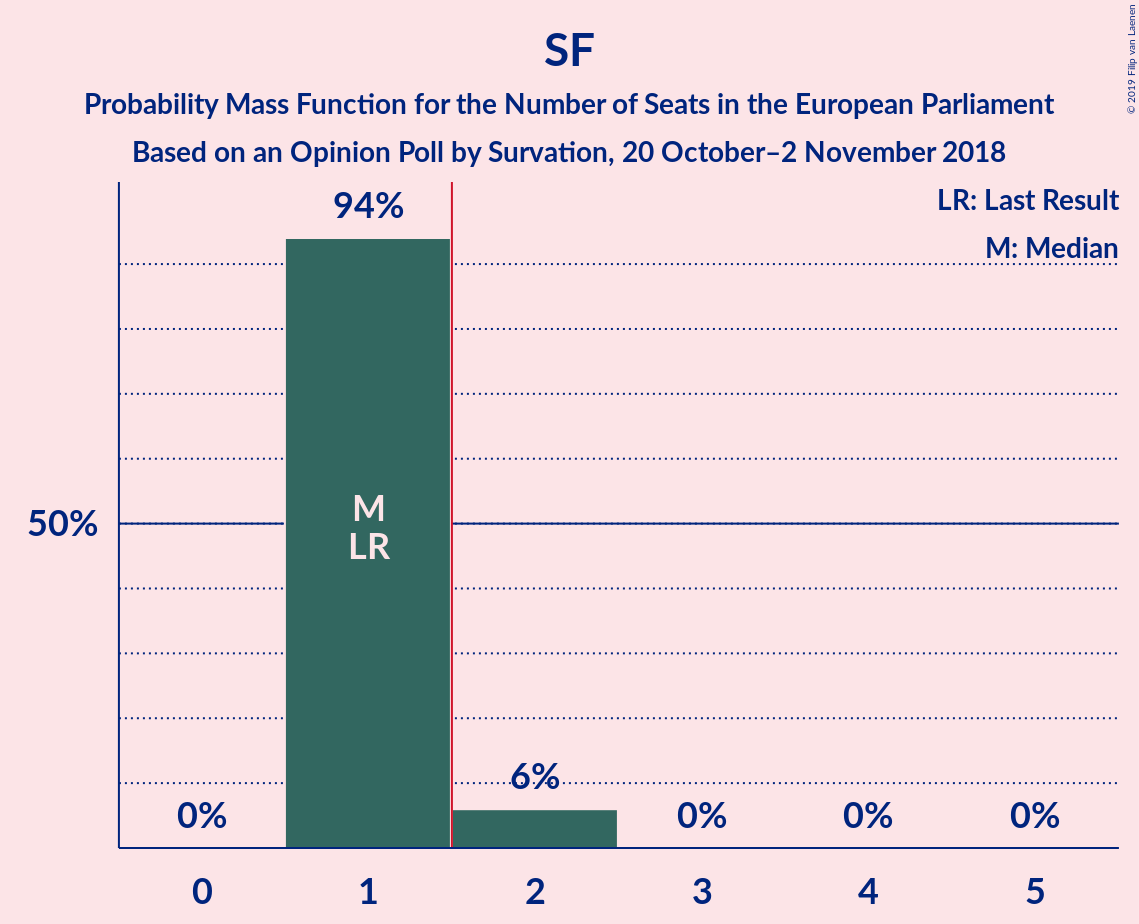 SF
Probability Mass Function for the Number of Seats in the European Parliament
Based on an Opinion Poll by Survation, 20 October–2 November 2018
© 2019 Filip van Laenen
LR: Last Result
M: Median
94%
50%
M
LR
6%
0%
0%
0%
0%
0
1
2
3
4
5